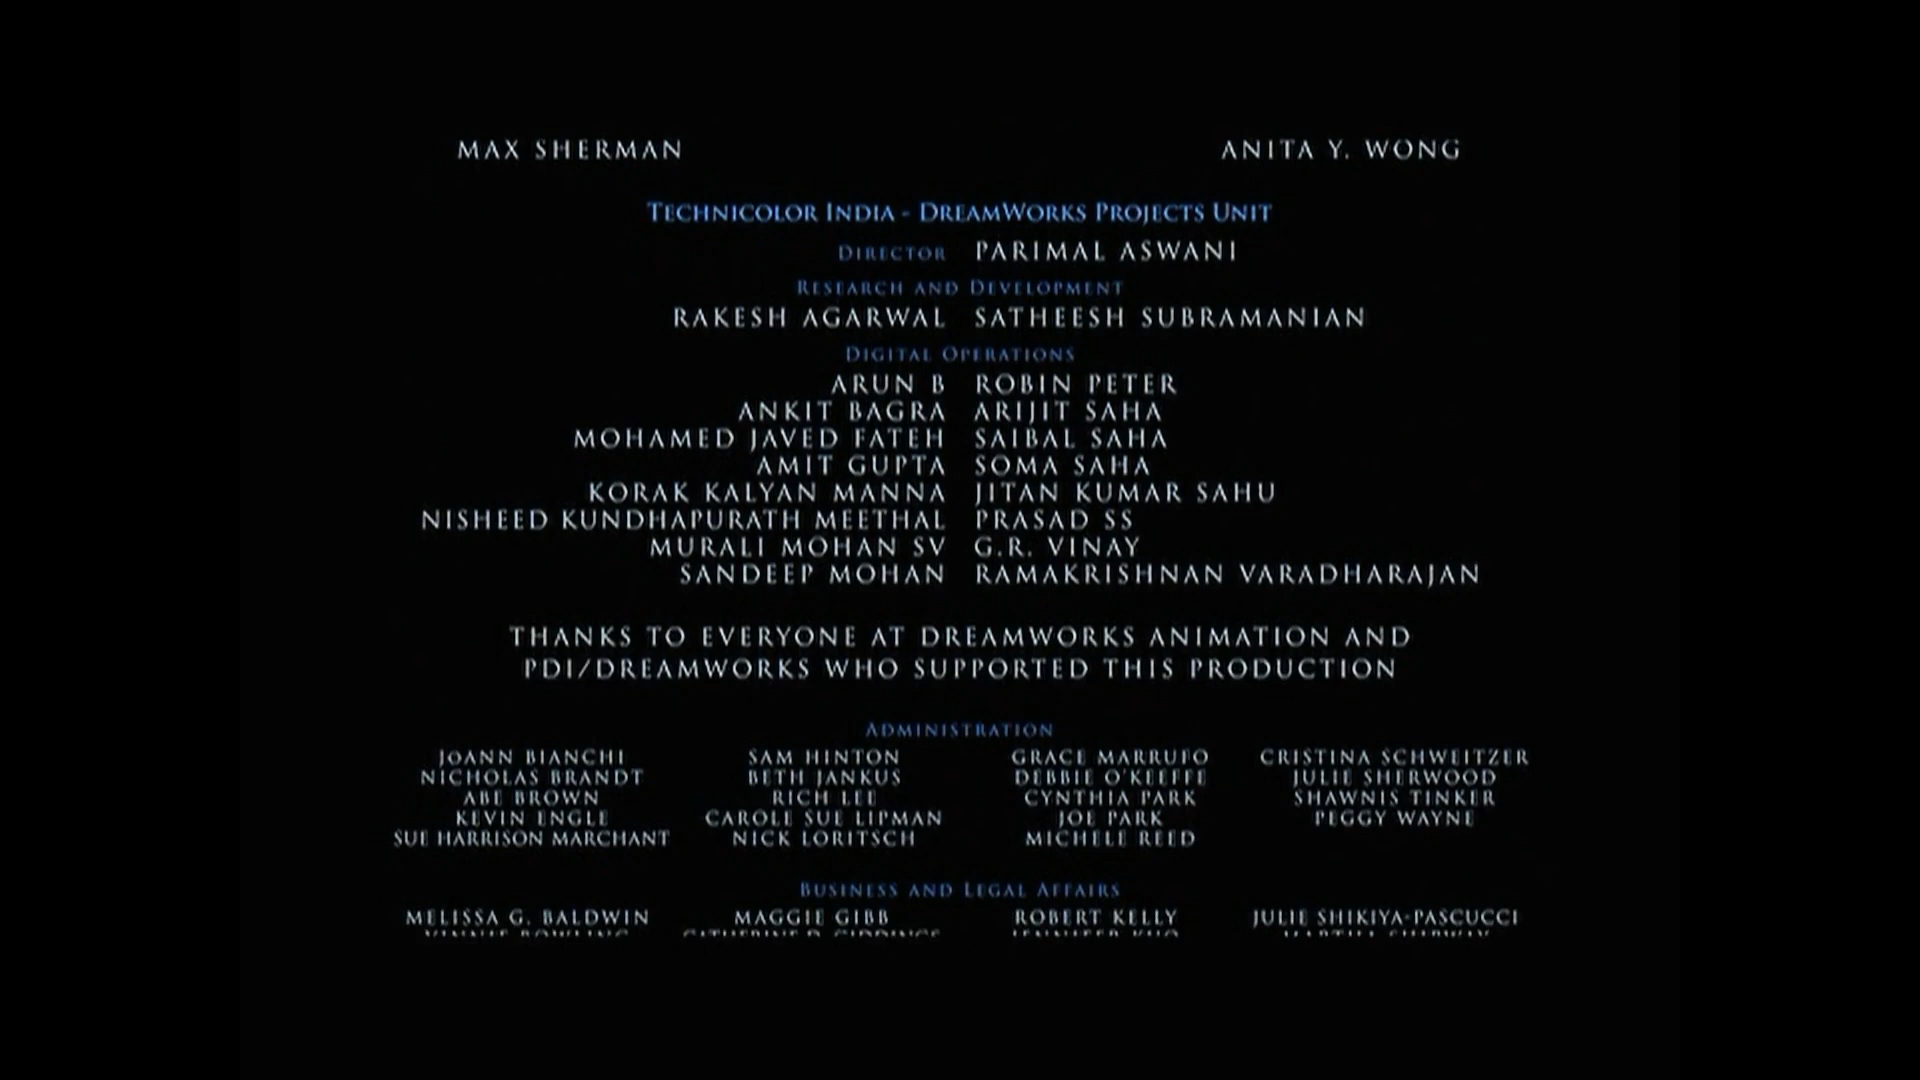 MAX SHERMAN ANITA Y. WONG
TECHNICOLOR INDIA - DREAMWORKS PROJECTS UNIT
DIRECTOR PARIMAL ASWANI
RESEARCH AND DEVELOPMENT
RAKESH AGARWAL SATHEESH SUBRAMANIAN
DIGITAL OPERATIONS
ARUN B ROBIN PETER
ANKIT BAGRA ARIJIT SAHA
MOHAMED JAVED FATEH SAIBAL SAHA
AMIT GUPTA SOMA SAHA
KORAK KALYAN MANNA JITAN KUMAR SAHU
NISHEED KUNDHAPURATH MEETHAL PRASAD SS
MURALI MOHAN SV G.R. VINAY
SANDEEP MOHAN RAMAKRISHNAN VARADHARAJAN
THANKS TO EVERYONE AT DREAMWORKS ANIMATION AND
PDI/DREAMWORKS WHO SUPPORTED THIS PRODUCTION
ADMINISTRATION
JoANN BIANCHI SAM HINTON GRACE MARRUFO CRISTINA SCHWEITZER
NICHOLAS BRANDT BETH JANKUS DEBBIE O'KEEFFE JULIE SHERWOOD
ABE BROWN RICH LEE CYNTHIA PARK SHAWNIS TINKER
KEVIN ENGLE CAROLE SUE LIPMAN JOE PARK PEGGY WAYNE
SUE HARRISON MARCHANT NICK LORITSCH MICHELE REED
BUSINESS AND LEGAL AFFAIRS
MELISSA G. BALDWIN MAGGIE GIBB ROBERT KELLY JULIE SHIKIYA-PASCUCCI